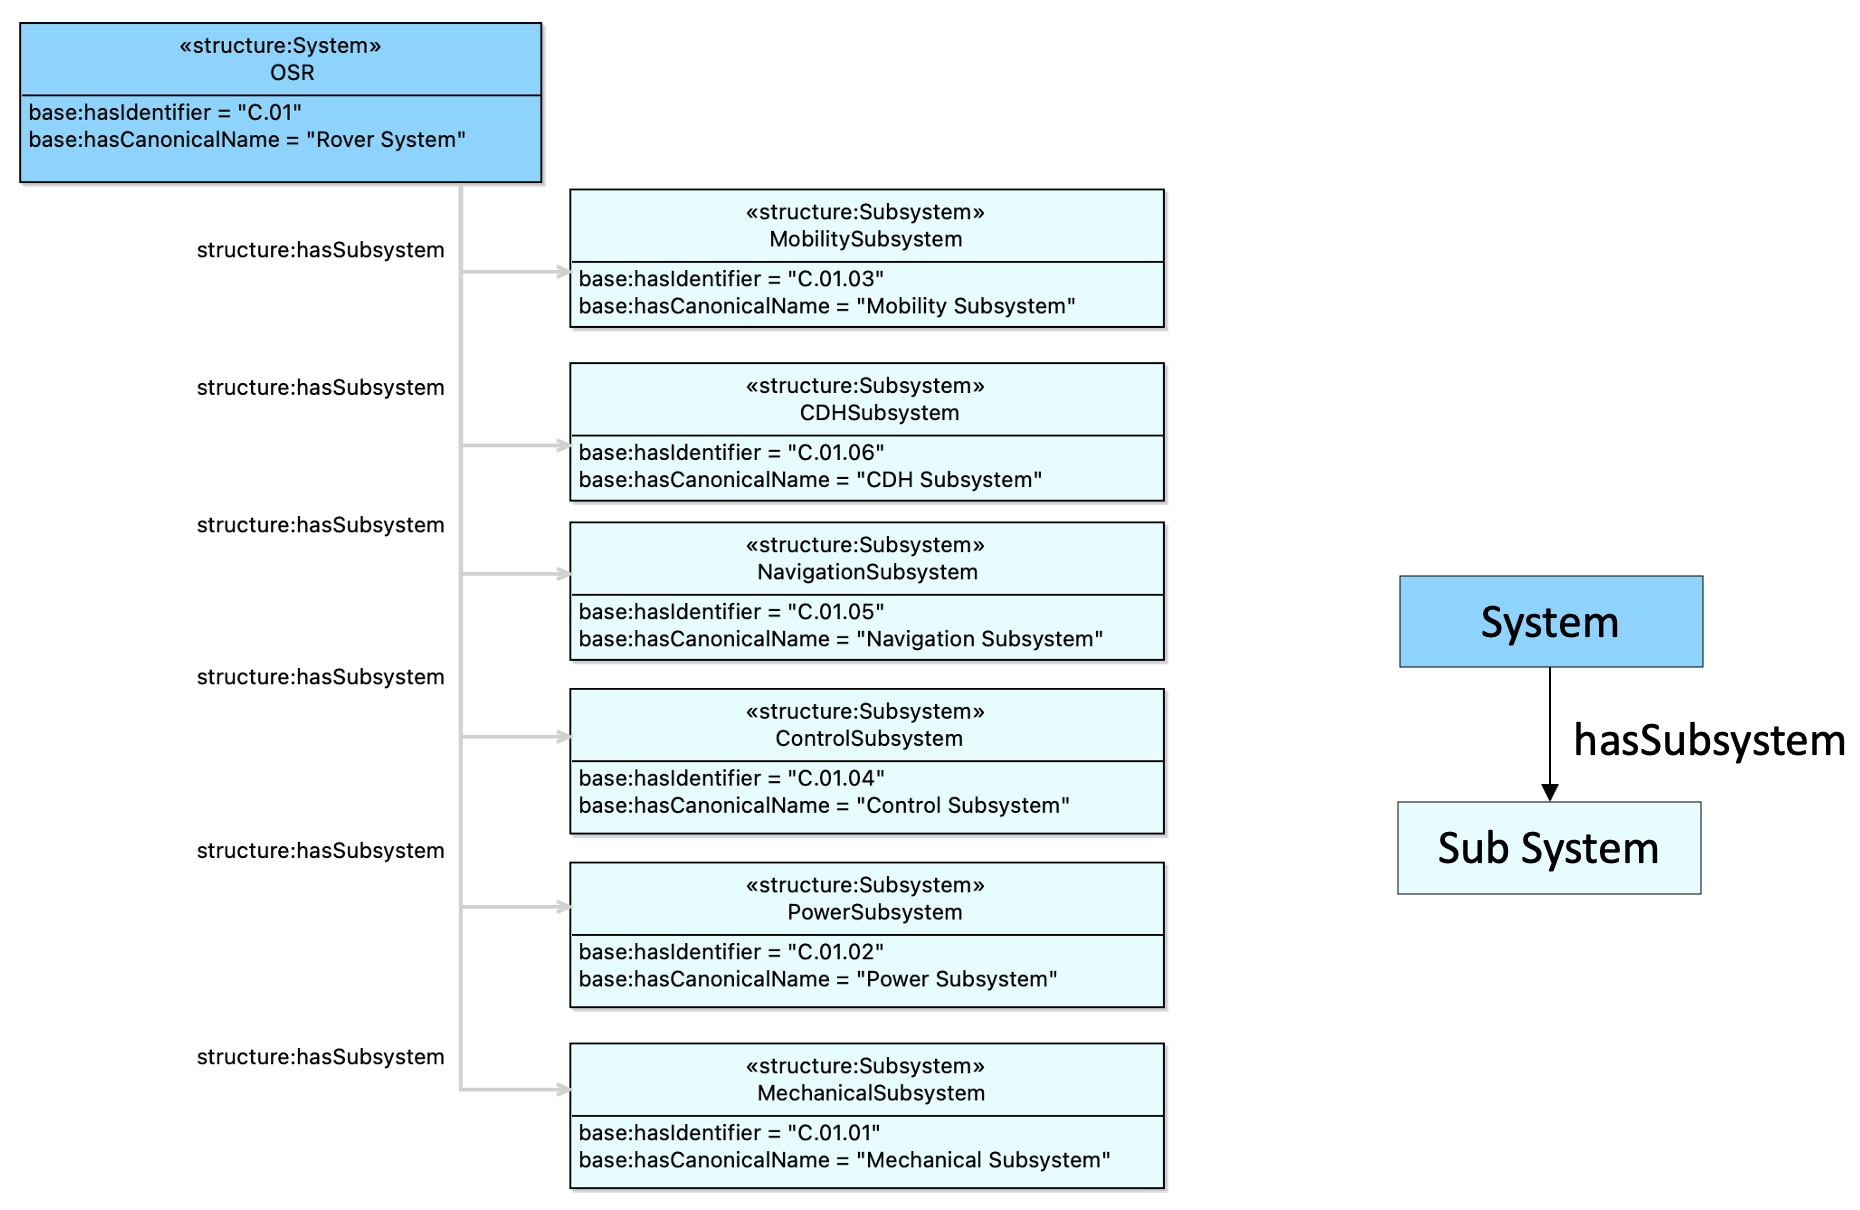 «structure:System»
OSR
base:hasIdentifier = "C.01"
base:hasCanonicalName = "Rover System"
structure:hasSubsystem
«structure:Subsystem»
MobilitySubsystem
base:hasIdentifier = "C.01.03"
base:hasCanonicalName = "Mobility Subsystem"
structure:hasSubsystem
«structure:Subsystem»
CDHSubsystem
base:hasIdentifier = "C.01.06"
base:hasCanonicalName = "CDH Subsystem"
structure:hasSubsystem
«structure:Subsystem»
NavigationSubsystem
base:hasIdentifier = "C.01.05"
base:hasCanonicalName = "Navigation Subsystem"
structure:hasSubsystem
«structure:Subsystem»
ControlSubsystem
base:hasIdentifier = "C.01.04"
base:hasCanonicalName = "Control Subsystem"
structure:hasSubsystem
«structure:Subsystem»
PowerSubsystem
base:hasIdentifier = "C.01.02"
base:hasCanonicalName = "Power Subsystem"
structure:hasSubsystem
«structure:Subsystem»
MechanicalSubsystem
base:hasIdentifier = "C.01.01"
base:hasCanonicalName = "Mechanical Subsystem"
System
hasSubsystem
Sub System